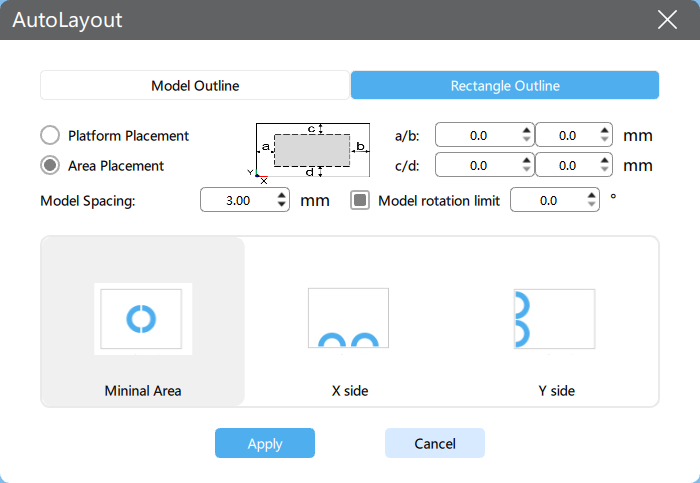 AutoLayout
Model Outline Rectangle Outline
Platform Placement c a/b: 0.0 0.0 mm
a b
Area Placement d c/d: 0.0 0.0 mm
Y
X
Model Spacing: 3.00 mm Model rotation limit 0.0 °
Mininal Area X side Y side
Apply Cancel